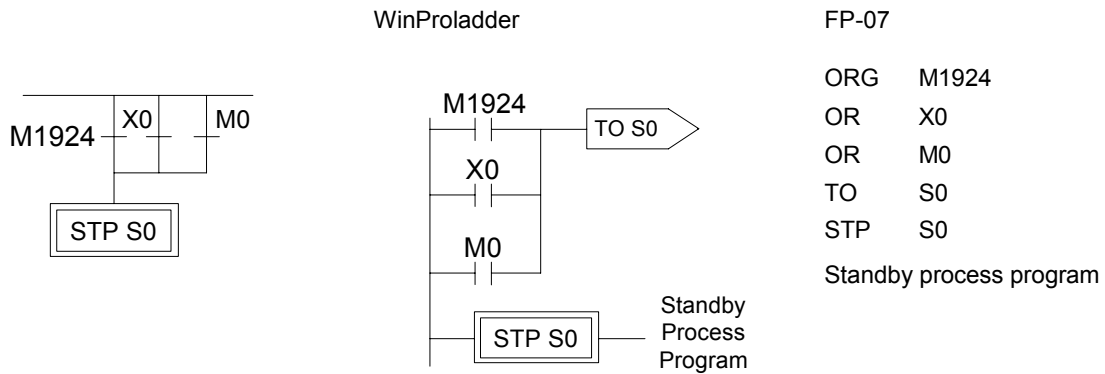 WinProladder
FP-07
M1924
X0
M0
STP S0
M1924
TO S0
X0
M0
STP S0
Standby
Process
Program
ORG M1924
OR X0
OR M0
TO S0
STP S0
Standby process program